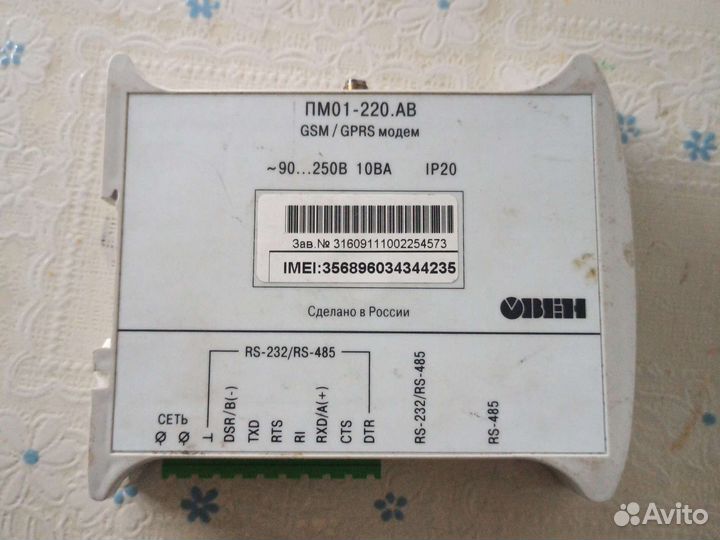 ПМ01-220.АВ
GSM / GPRS модем
~90...250В 10ВА IP20
Зав.№ 31609111002254573
IMEI:356896034344235
Сделано в России
ОВЕН
RS-232/RS-485
СЕТЬ
⊥
DSR/B(-)
TXD
RTS
RI
RXD/A(+)
CTS
DTR
RS-232/RS-485
RS-485
Avito